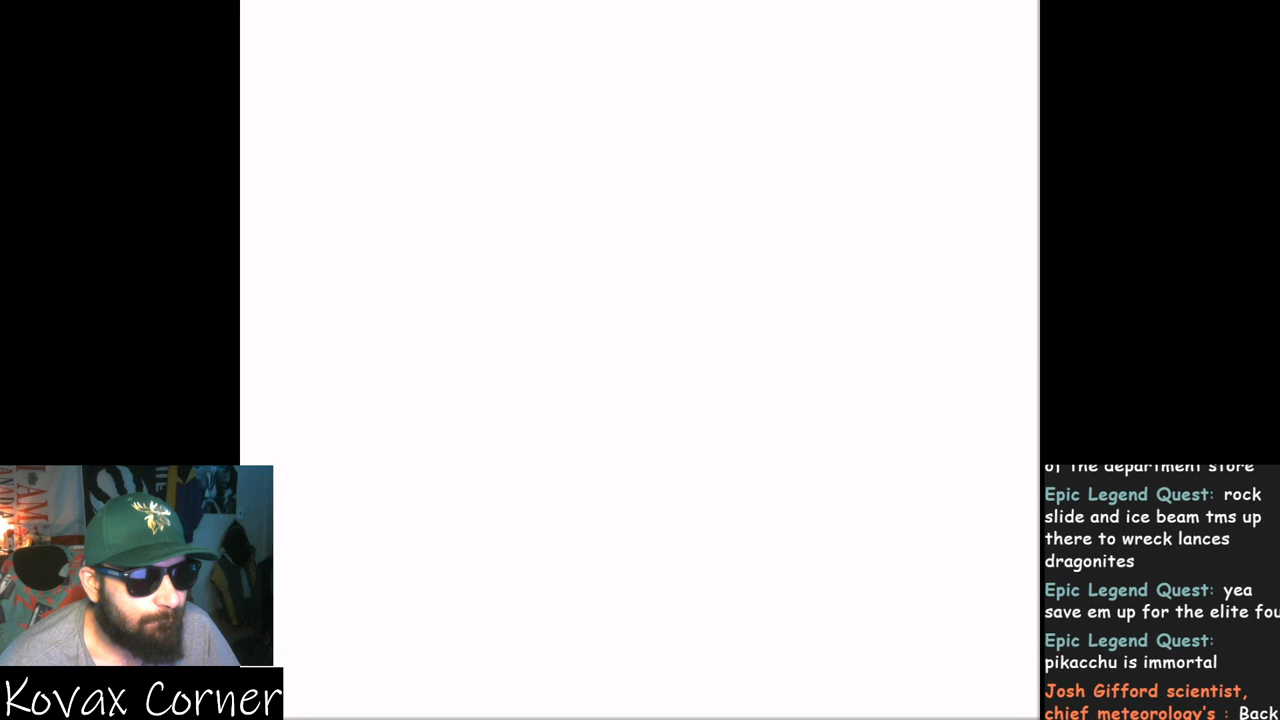 of the department store
Epic Legend Quest: rock
slide and ice beam tms up
there to wreck lances
dragonites
Epic Legend Quest: yea
save em up for the elite fou
Epic Legend Quest:
pikacchu is immortal
Josh Gifford scientist,
chief meteorology's : Back
Kovax Corner